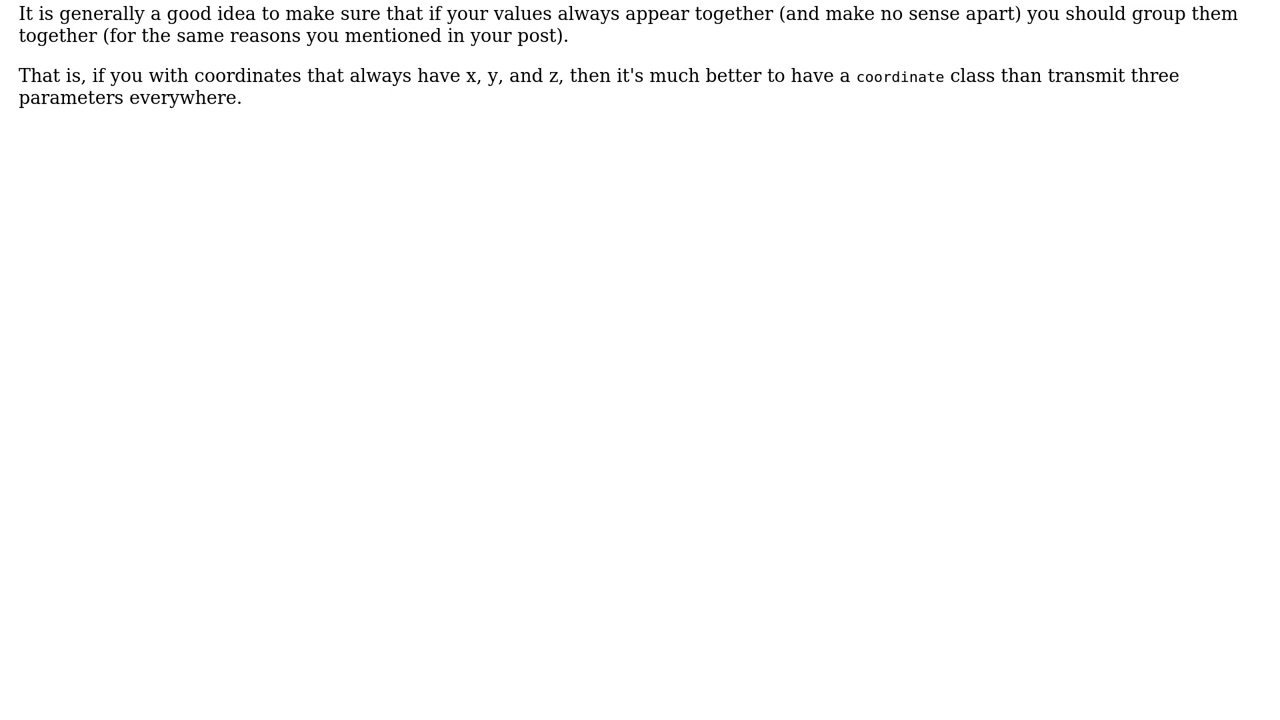 It is generally a good idea to make sure that if your values always appear together (and make no sense apart) you should group them
together (for the same reasons you mentioned in your post).
That is, if you with coordinates that always have x, y, and z, then it's much better to have a coordinate class than transmit three
parameters everywhere.